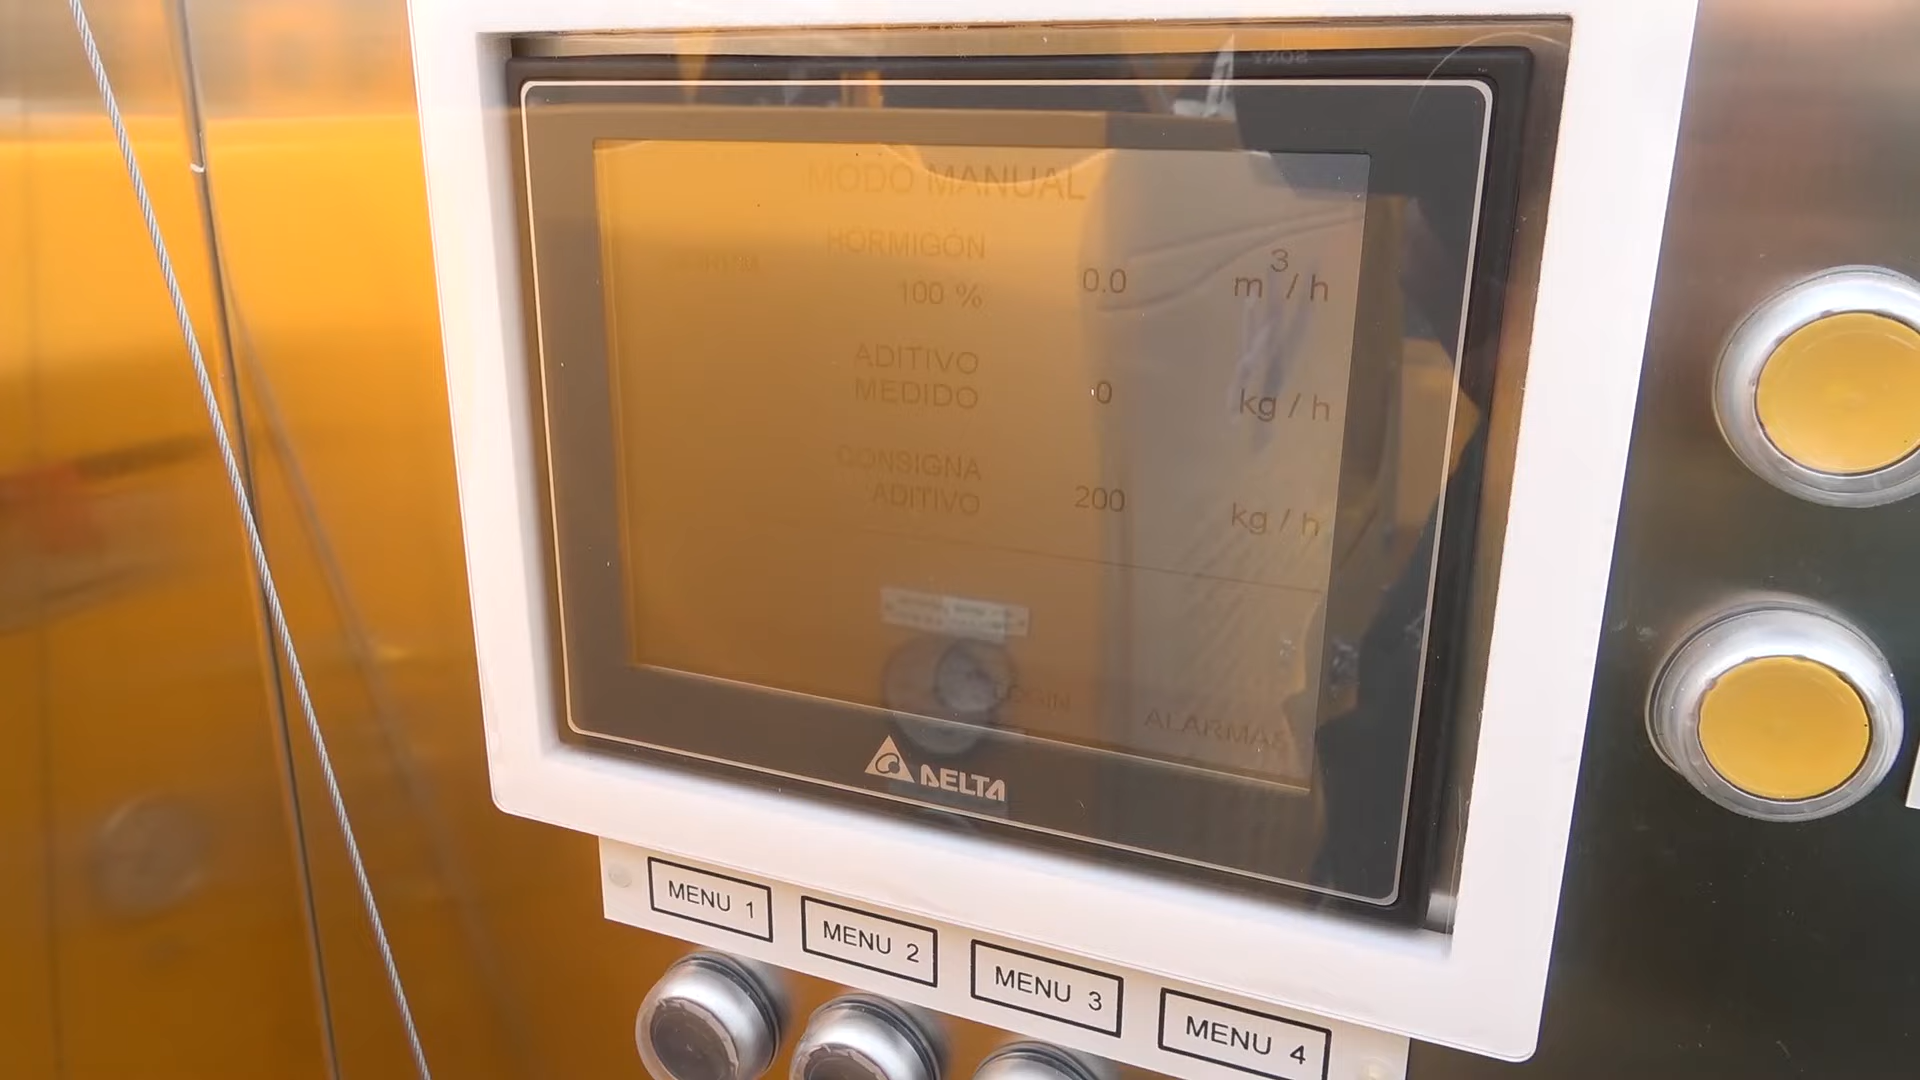 MODO MANUAL
HORMIGÓN
100 % 0.0 m³/h
ADITIVO
MEDIDO 0 kg/h
CONSIGNA
ADITIVO 200 kg/h
LOGIN ALARMAS
DELTA
MENU 1 MENU 2 MENU 3 MENU 4